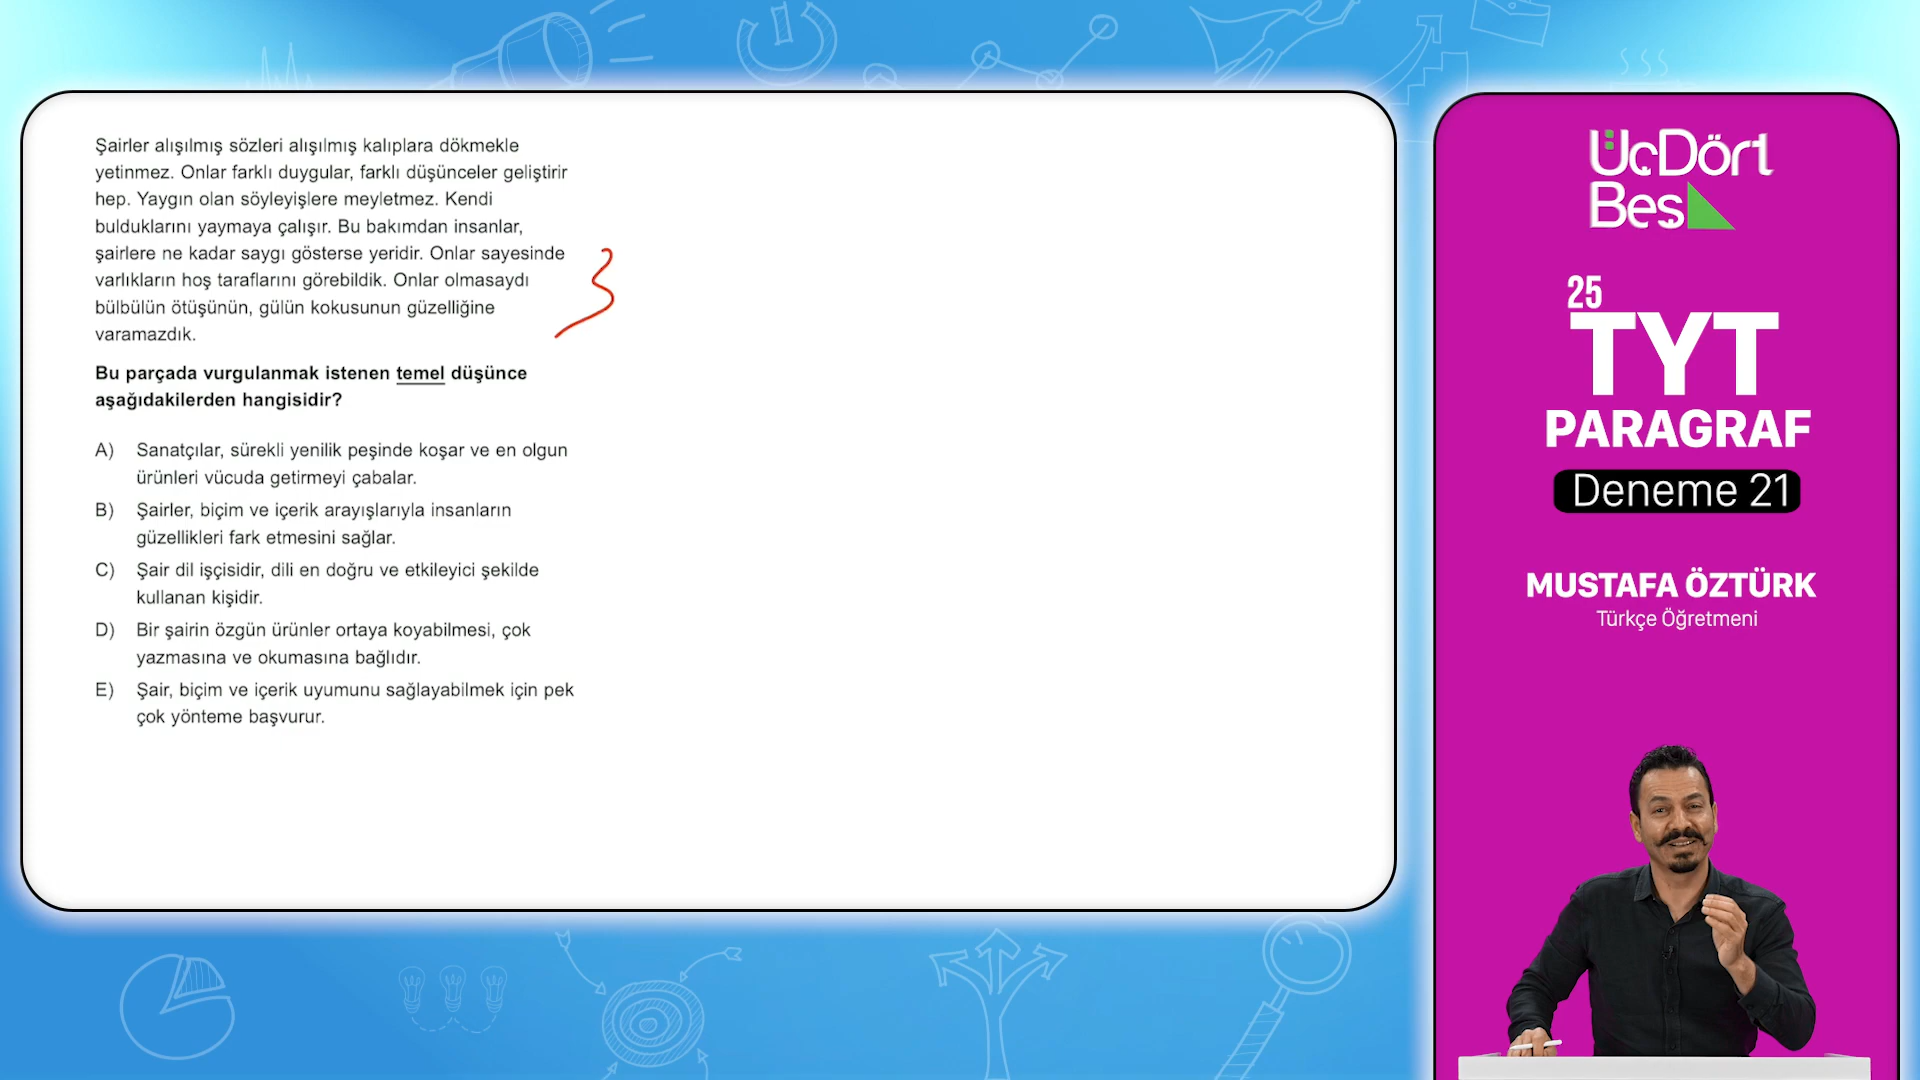 Şairler alışılmış sözleri alışılmış kalıplara dökmekle
yetinmez. Onlar farklı duygular, farklı düşünceler geliştirir
hep. Yaygın olan söyleyişlere meyletmez. Kendi
bulduklarını yaymaya çalışır. Bu bakımdan insanlar,
şairlere ne kadar saygı gösterse yeridir. Onlar sayesinde
varlıkların hoş taraflarını görebildik. Onlar olmasaydı
bülbülün ötüşünün, gülün kokusunun güzelliğine
varamazdık.
Bu parçada vurgulanmak istenen temel düşünce
aşağıdakilerden hangisidir?
A) Sanatçılar, sürekli yenilik peşinde koşar ve en olgun
ürünleri vücuda getirmeyi çabalar.
B) Şairler, biçim ve içerik arayışlarıyla insanların
güzellikleri fark etmesini sağlar.
C) Şair dil işçisidir, dili en doğru ve etkileyici şekilde
kullanan kişidir.
D) Bir şairin özgün ürünler ortaya koyabilmesi, çok
yazmasına ve okumasına bağlıdır.
E) Şair, biçim ve içerik uyumunu sağlayabilmek için pek
çok yönteme başvurur.
ÜçDört
Beş
25
TYT
PARAGRAF
Deneme 21
MUSTAFA ÖZTÜRK
Türkçe Öğretmeni